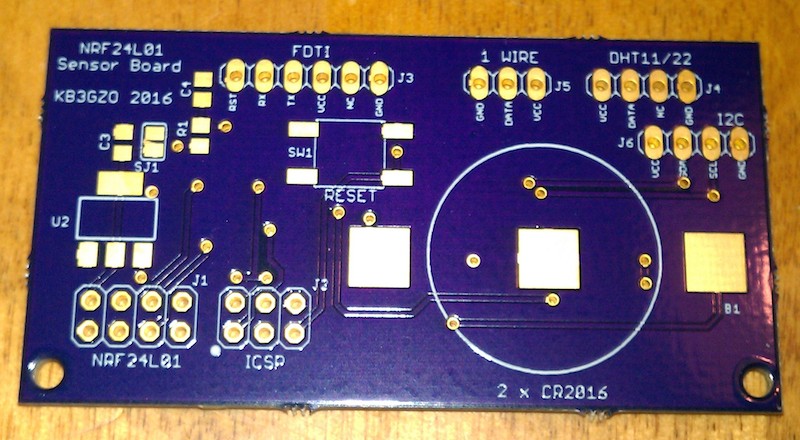 NRF24L01
Sensor Board
KB3GZO 2016
FDTI
J3
RST RX TX VCC NC GND
1 WIRE
J5
GND DATA VCC
DHT11/22
J4
VCC DATA NC GND
I2C
J6
VCC SDA SCL GND
C4
R1
C3
SJ1
SW1
RESET
U2
J1
NRF24L01
J2
ICSP
B1
2 x CR2016